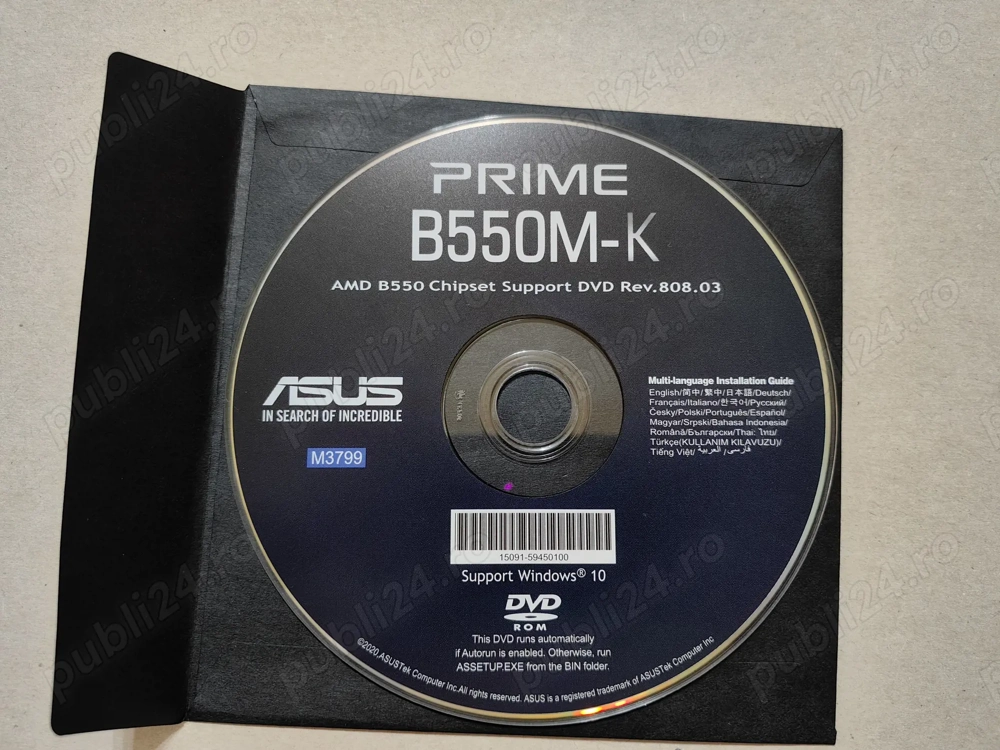 PRIME
B550M-K
AMD B550 Chipset Support DVD Rev.808.03
ASUS
IN SEARCH OF INCREDIBLE
M3799
Multi-language Installation Guide
English/简中/繁中/日本語/Deutsch/
Français/Italiano/한국어/Русский/
Česky/Polski/Português/Español/
Magyar/Srpski/Bahasa Indonesia/
Română/Български/Thai: ไทย/
Türkçe(KULLANIM KILAVUZU)/
Tiếng Việt/ العربية/ فارسی/
15091-59450100
Support Windows® 10
DVD
ROM
This DVD runs automatically
if Autorun is enabled. Otherwise, run
ASSETUP.EXE from the BIN folder.
©2020,ASUSTek Computer Inc.All rights reserved. ASUS is a registered trademark of ASUSTek Computer Inc
publi24.ro